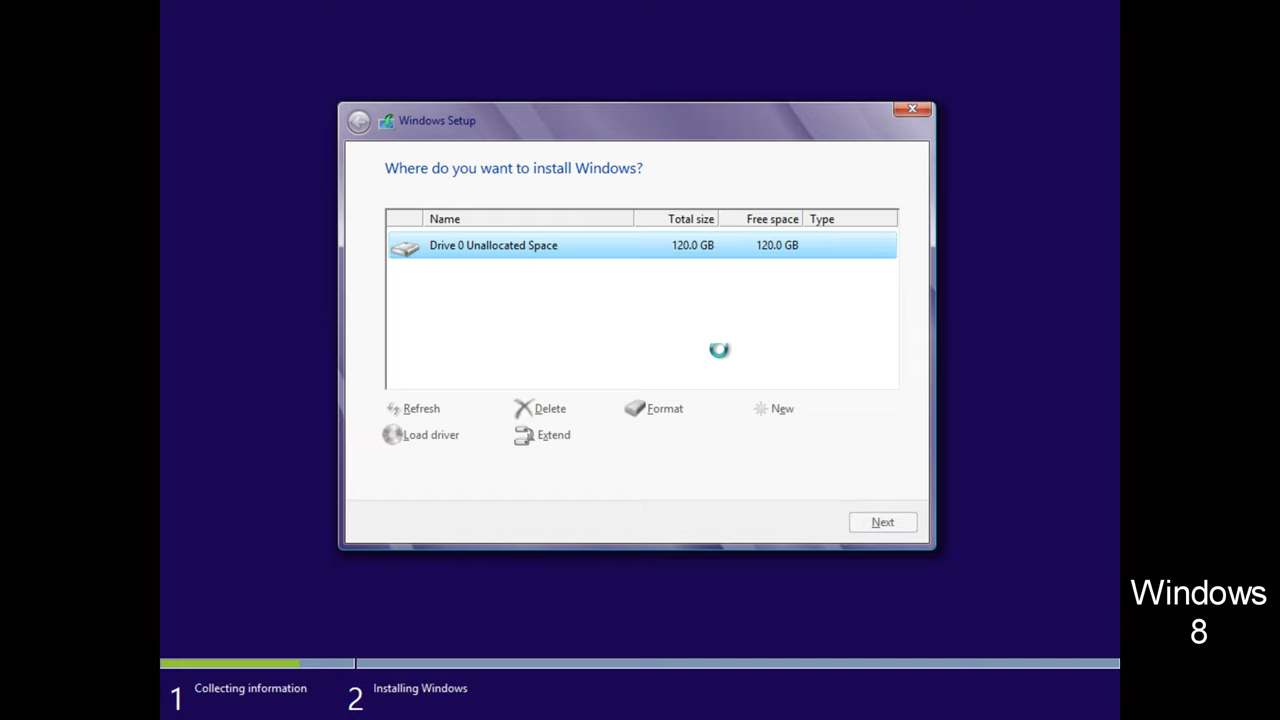 Windows Setup
Where do you want to install Windows?
Name Total size Free space Type
Drive 0 Unallocated Space 120.0 GB 120.0 GB
Refresh Delete Format New
Load driver Extend
Next
Windows
8
1 Collecting information 2 Installing Windows